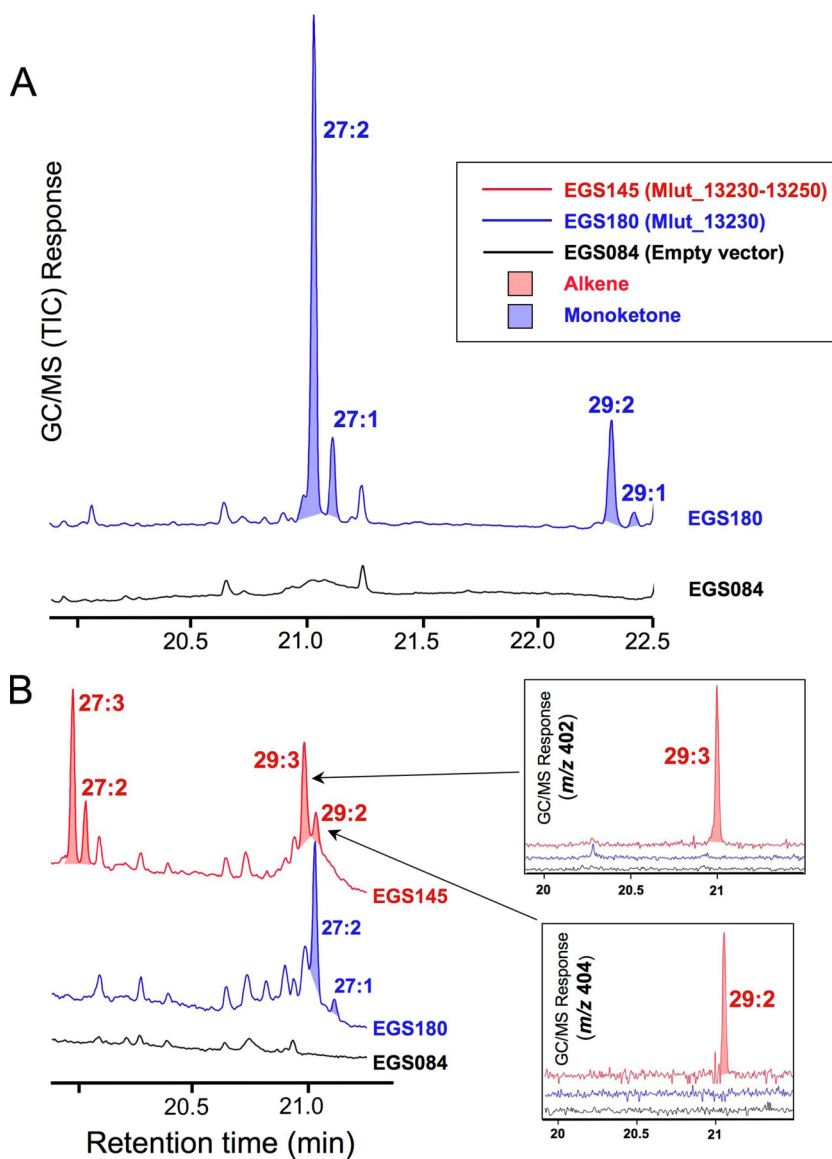 A
GC/MS (TIC) Response
27:2
27:1
29:2
29:1
EGS145 (Mlut_13230-13250)
EGS180 (Mlut_13230)
EGS084 (Empty vector)
Alkene
Monoketone
EGS180
EGS084
20.5
21.0
21.5
22.0
22.5
B
27:3
27:2
29:3
29:2
EGS145
27:2
27:1
EGS180
EGS084
20.5
21.0
Retention time (min)
GC/MS Response
(m/z 402)
29:3
20
20.5
21
GC/MS Response
(m/z 404)
29:2
20
20.5
21